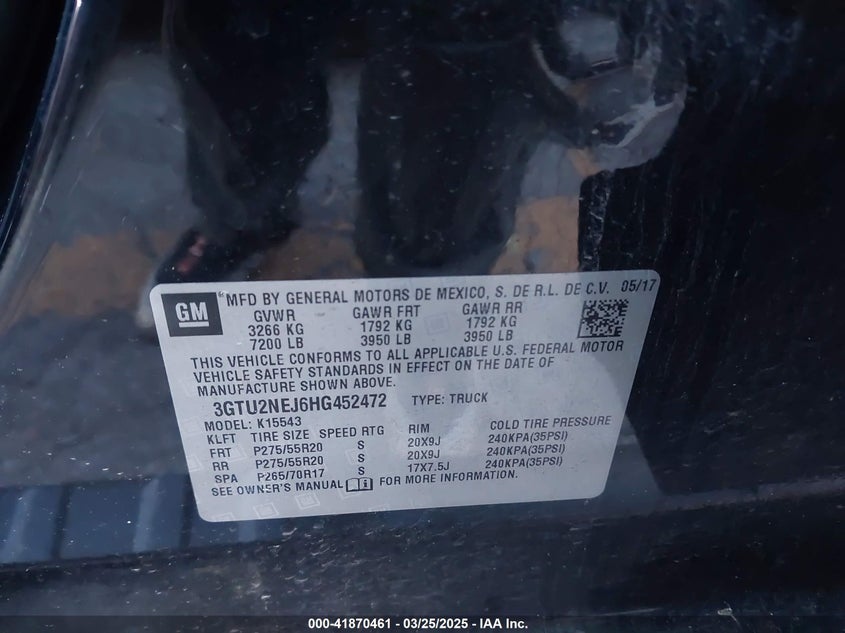 GM
MFD BY GENERAL MOTORS DE MEXICO, S. DE R.L. DE C.V. 05/17
GVWR GAWR FRT GAWR RR
3266 KG 1792 KG 1792 KG
7200 LB 3950 LB 3950 LB
THIS VEHICLE CONFORMS TO ALL APPLICABLE U.S. FEDERAL MOTOR
VEHICLE SAFETY STANDARDS IN EFFECT ON THE DATE OF
MANUFACTURE SHOWN ABOVE.
3GTU2NEJ6HG452472 TYPE: TRUCK
MODEL: K15543
KLFT TIRE SIZE SPEED RTG RIM COLD TIRE PRESSURE
FRT P275/55R20 S 20X9J 240KPA(35PSI)
RR P275/55R20 S 20X9J 240KPA(35PSI)
SPA P265/70R17 S 17X7.5J 240KPA(35PSI)
SEE OWNER'S MANUAL FOR MORE INFORMATION.
000-41870461 - 03/25/2025 - IAA Inc.